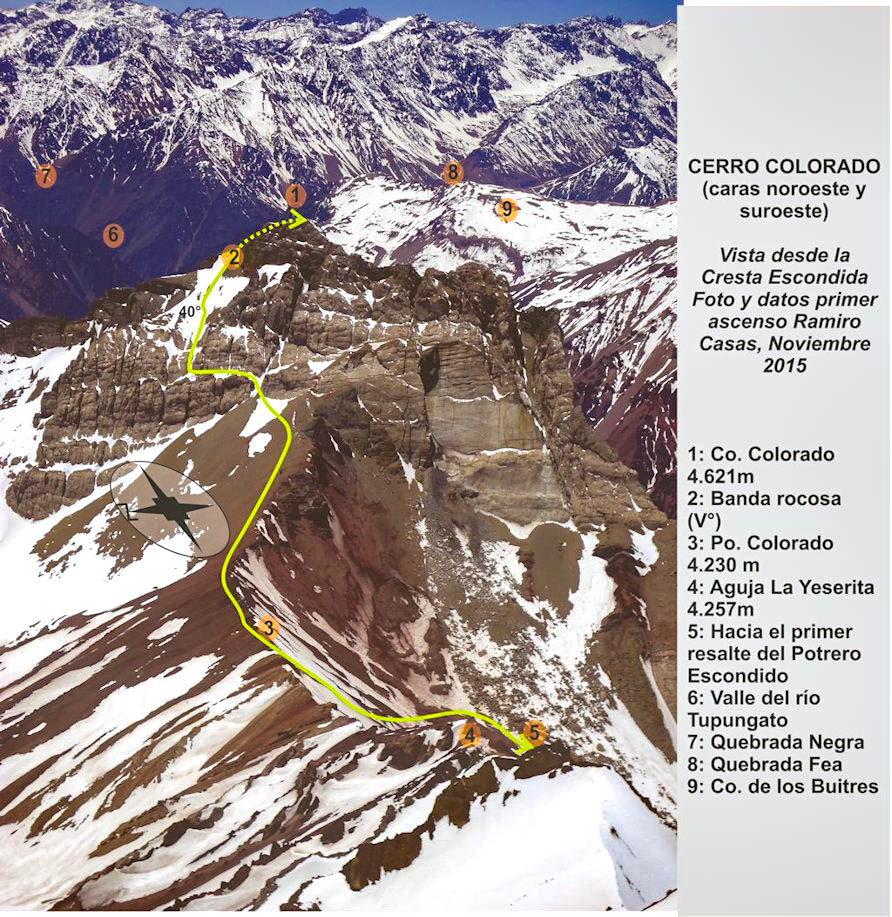 7
8
1
9
6
2
40°
Z
3
4
5
CERRO COLORADO
(caras noroeste y
suroeste)
Vista desde la
Cresta Escondida
Foto y datos primer
ascenso Ramiro
Casas, Noviembre
2015
1: Co. Colorado
4.621m
2: Banda rocosa
(V°)
3: Po. Colorado
4.230 m
4: Aguja La Yeserita
4.257m
5: Hacia el primer
resalte del Potrero
Escondido
6: Valle del río
Tupungato
7: Quebrada Negra
8: Quebrada Fea
9: Co. de los Buitres